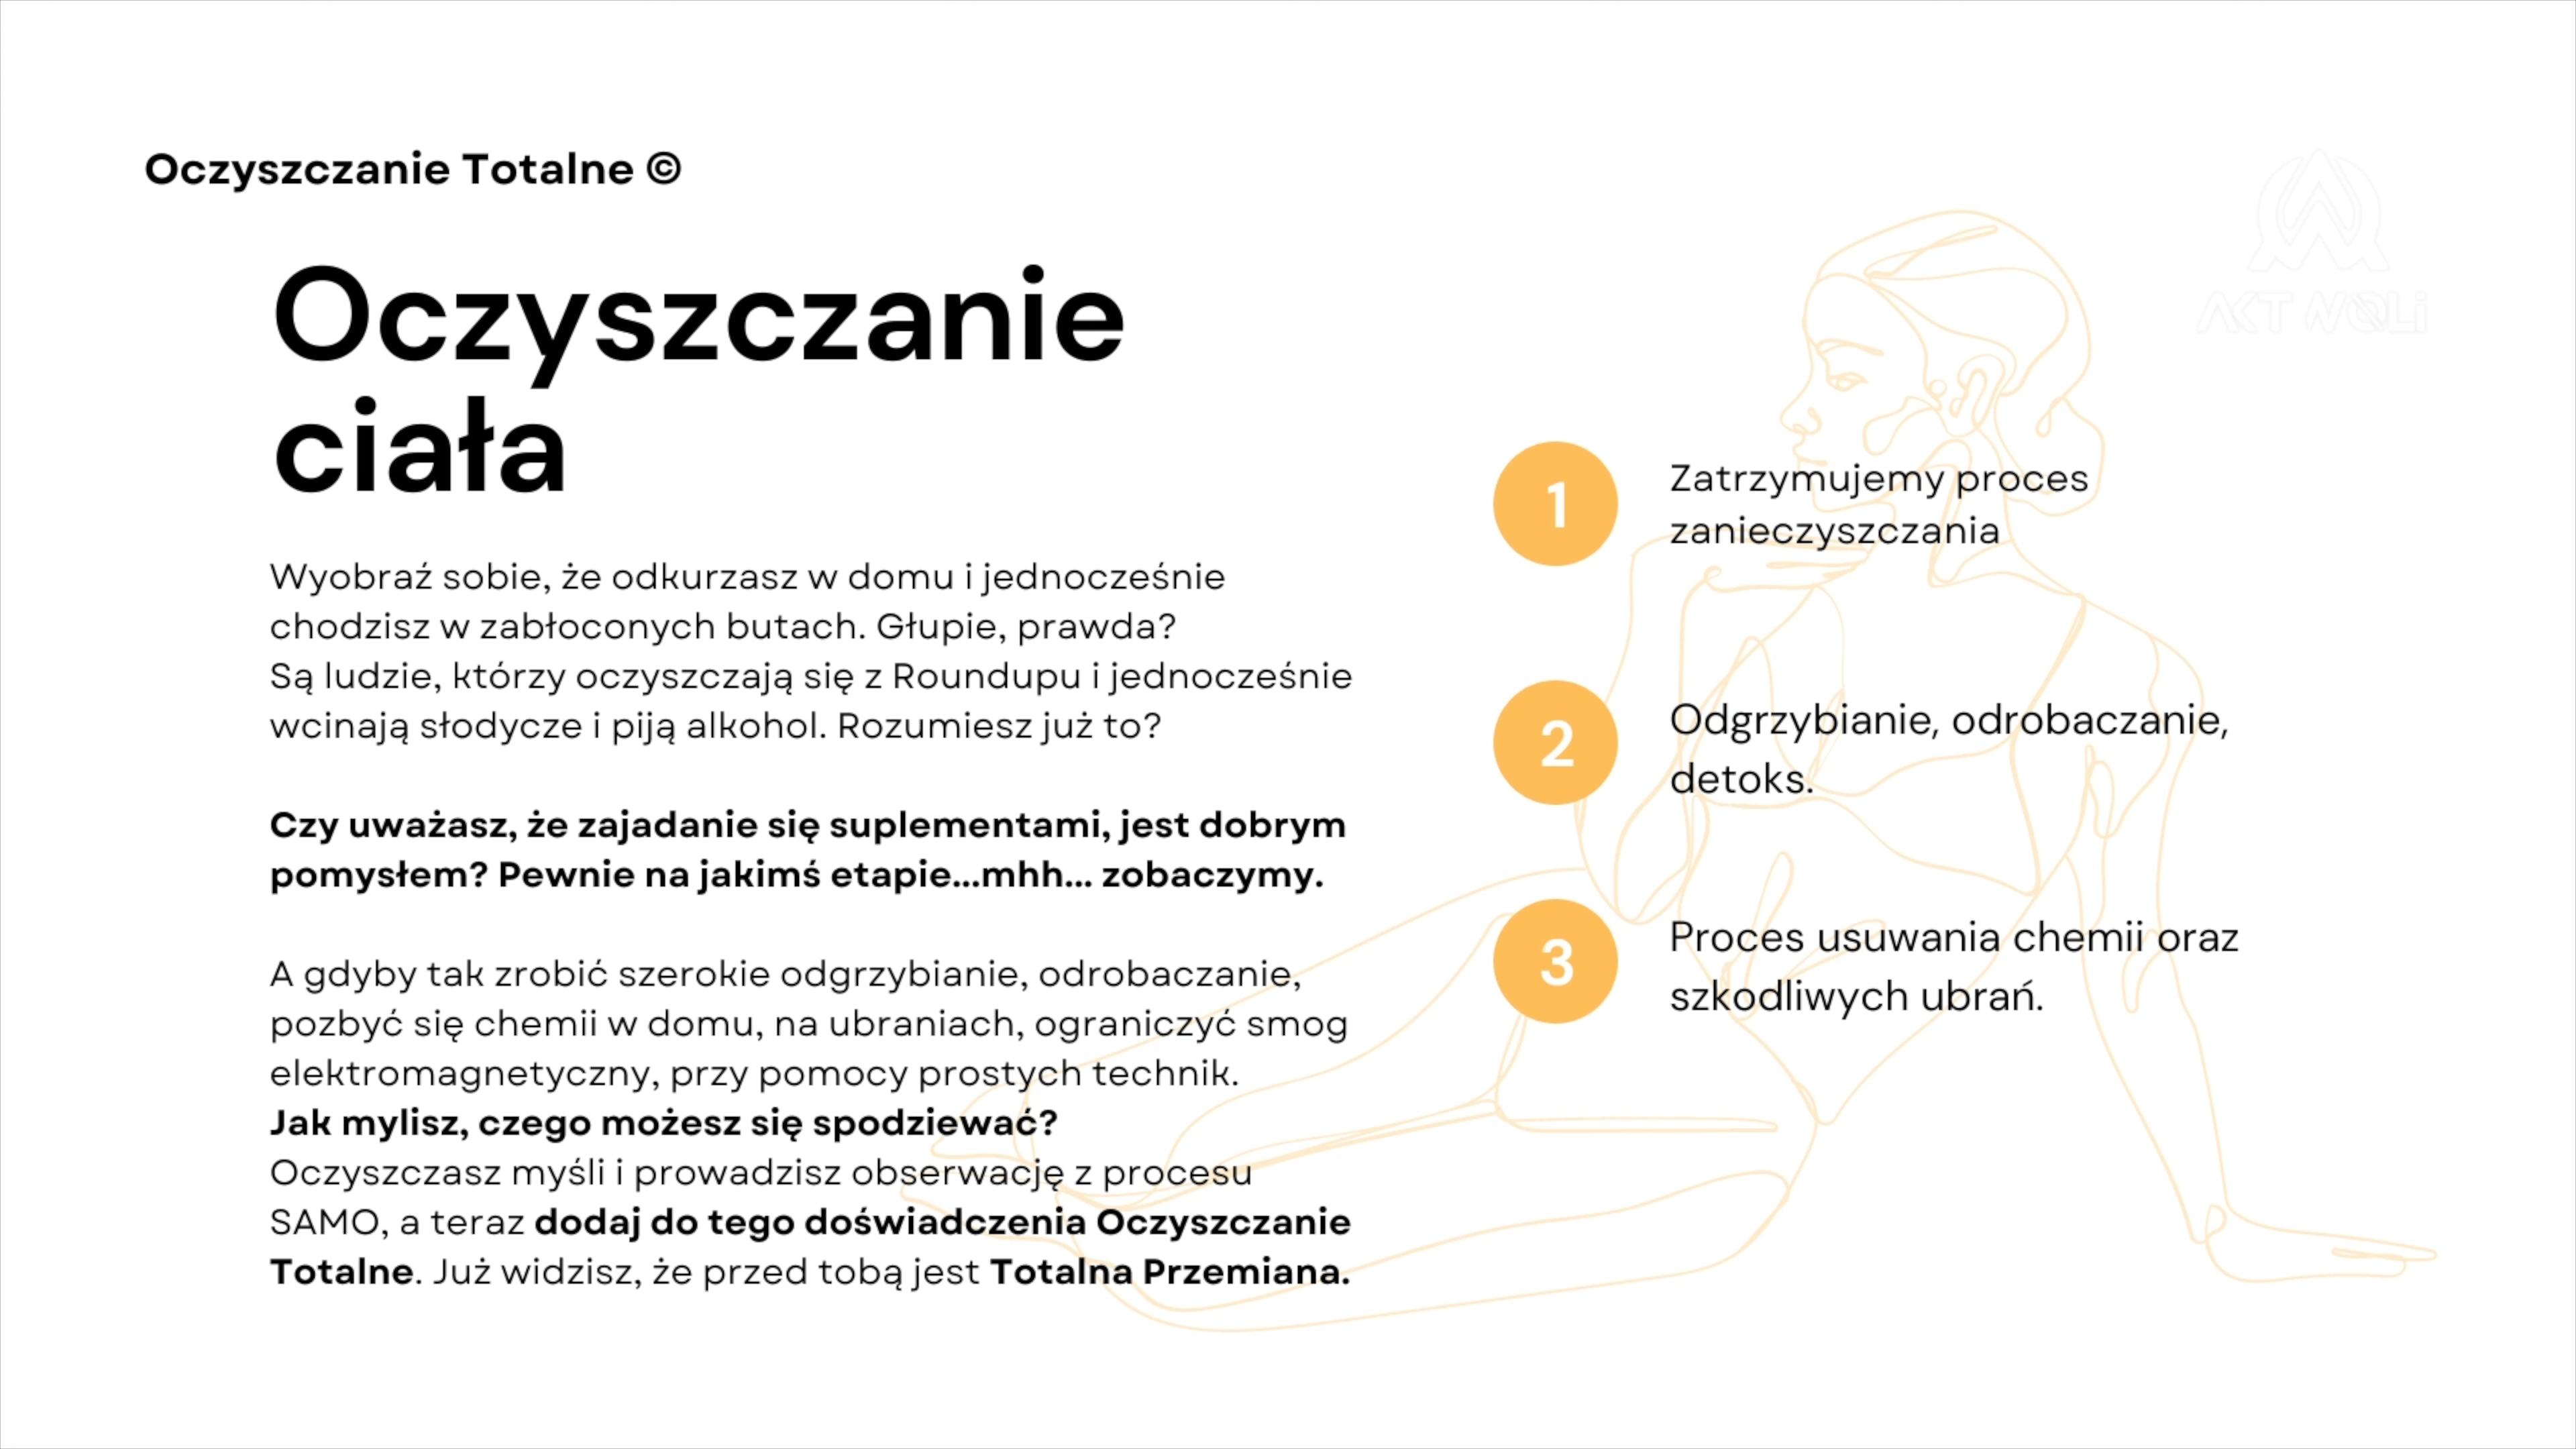 Oczyszczanie Totalne ©
AKT WOLi
Oczyszczanie
ciała
Wyobraź sobie, że odkurzasz w domu i jednocześnie
chodzisz w zabłoconych butach. Głupie, prawda?
Są ludzie, którzy oczyszczają się z Roundupu i jednocześnie
wcinają słodycze i piją alkohol. Rozumiesz już to?
Czy uważasz, że zajadanie się suplementami, jest dobrym
pomysłem? Pewnie na jakimś etapie...mhh... zobaczymy.
A gdyby tak zrobić szerokie odgrzybianie, odrobaczanie,
pozbyć się chemii w domu, na ubraniach, ograniczyć smog
elektromagnetyczny, przy pomocy prostych technik.
Jak mylisz, czego możesz się spodziewać?
Oczyszczasz myśli i prowadzisz obserwację z procesu
SAMO, a teraz dodaj do tego doświadczenia Oczyszczanie
Totalne. Już widzisz, że przed tobą jest Totalna Przemiana.
1
Zatrzymujemy proces
zanieczyszczania
2
Odgrzybianie, odrobaczanie,
detoks.
3
Proces usuwania chemii oraz
szkodliwych ubrań.